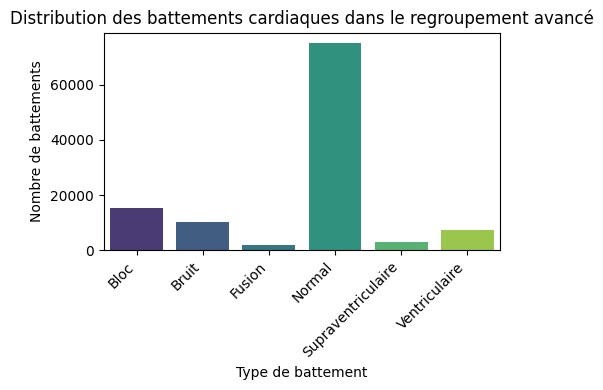 Distribution des battements cardiaques dans le regroupement avancé
Nombre de battements
60000
40000
20000
0
Bloc
Bruit
Fusion
Normal
Supraventriculaire
Ventriculaire
Type de battement